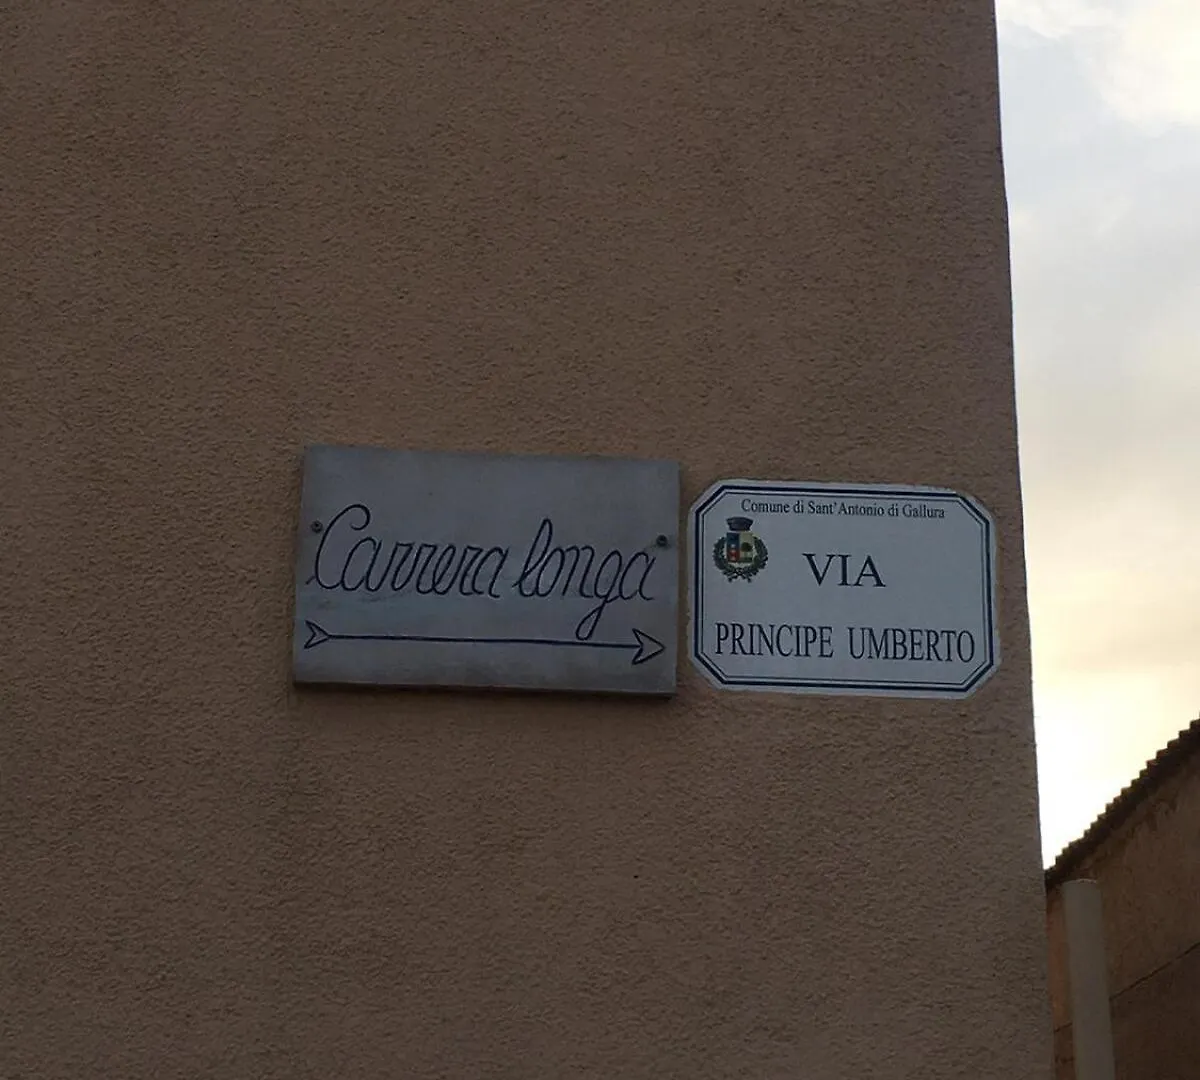 Carrera longa
Comune di Sant'Antonio di Gallura
VIA
PRINCIPE UMBERTO